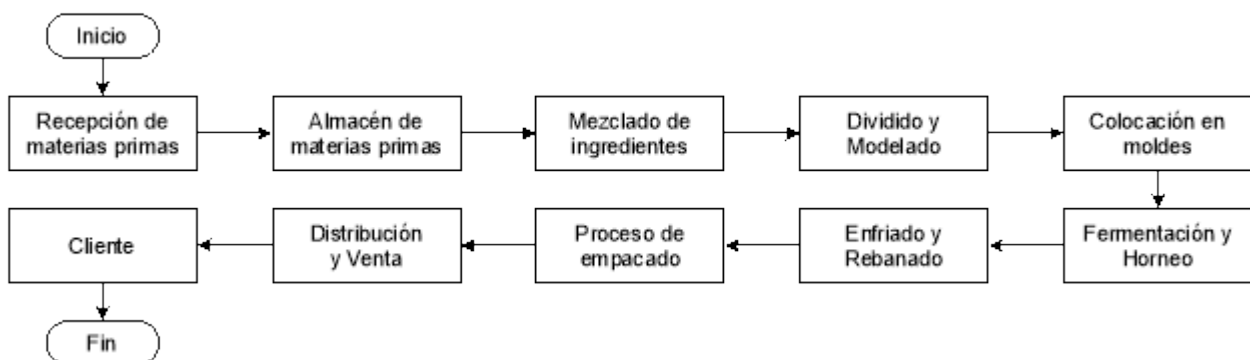 Inicio
Recepción de
materias primas
Almacén de
materias primas
Mezclado de
ingredientes
Dividido y
Modelado
Colocación en
moldes
Fermentación y
Horneo
Enfriado y
Rebanado
Proceso de
empacado
Distribución
y Venta
Cliente
Fin